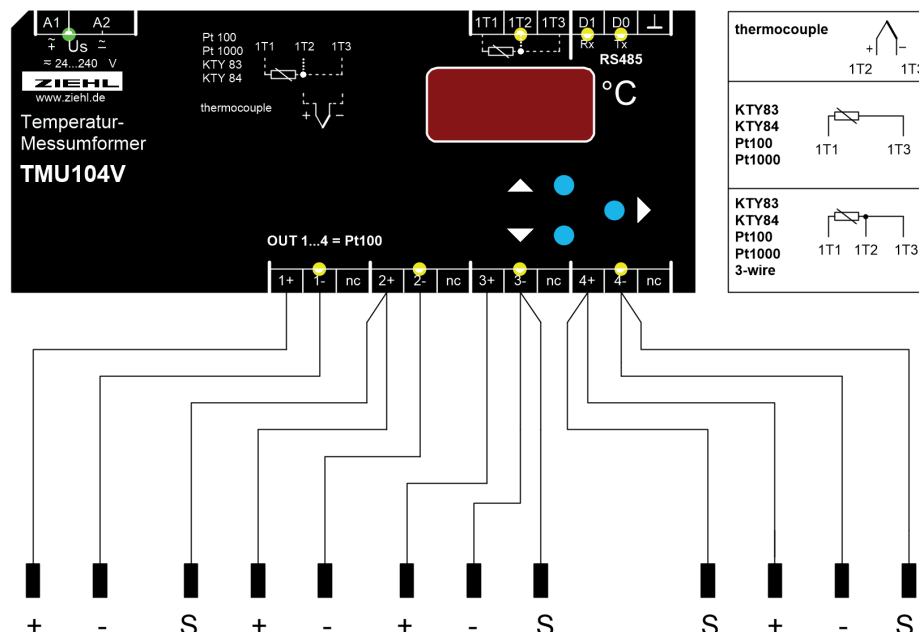 A1 A2
~ ~
+ Us -
≂ 24...240 V
ZIEHL
www.ziehl.de
Temperatur-
Messumformer
TMU104V
Pt 100
Pt 1000
KTY 83
KTY 84
1T1 1T2 1T3
thermocouple
+ -
1T1 1T2 1T3 D1 D0
Rx Tx
RS485
°C
OUT 1...4 = Pt100
1+ 1- nc 2+ 2- nc 3+ 3- nc 4+ 4- nc
+ - S + - + - S S + - S
thermocouple
+ -
1T2 1T3
KTY83
KTY84
Pt100
Pt1000
1T1 1T3
KTY83
KTY84
Pt100
Pt1000
3-wire
1T1 1T2 1T3